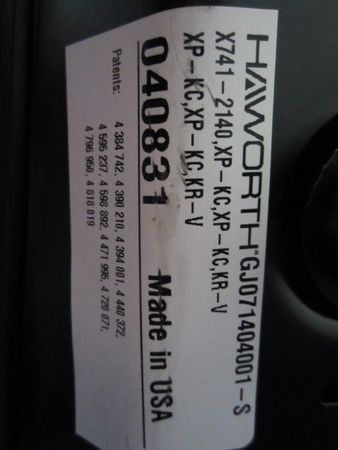 HAWORTH® GJ071404001-S
X741-2140,XP-KC,XP-KC,KR-V
XP-KC,XP-KC,KR-V
040831 Made in USA
Patents: 4 384 742, 4 390 210, 4 394 001, 4 440 372,
4 595 237, 4 598 892, 4 471 995, 4 720 071,
4 796 950, 4 818 019